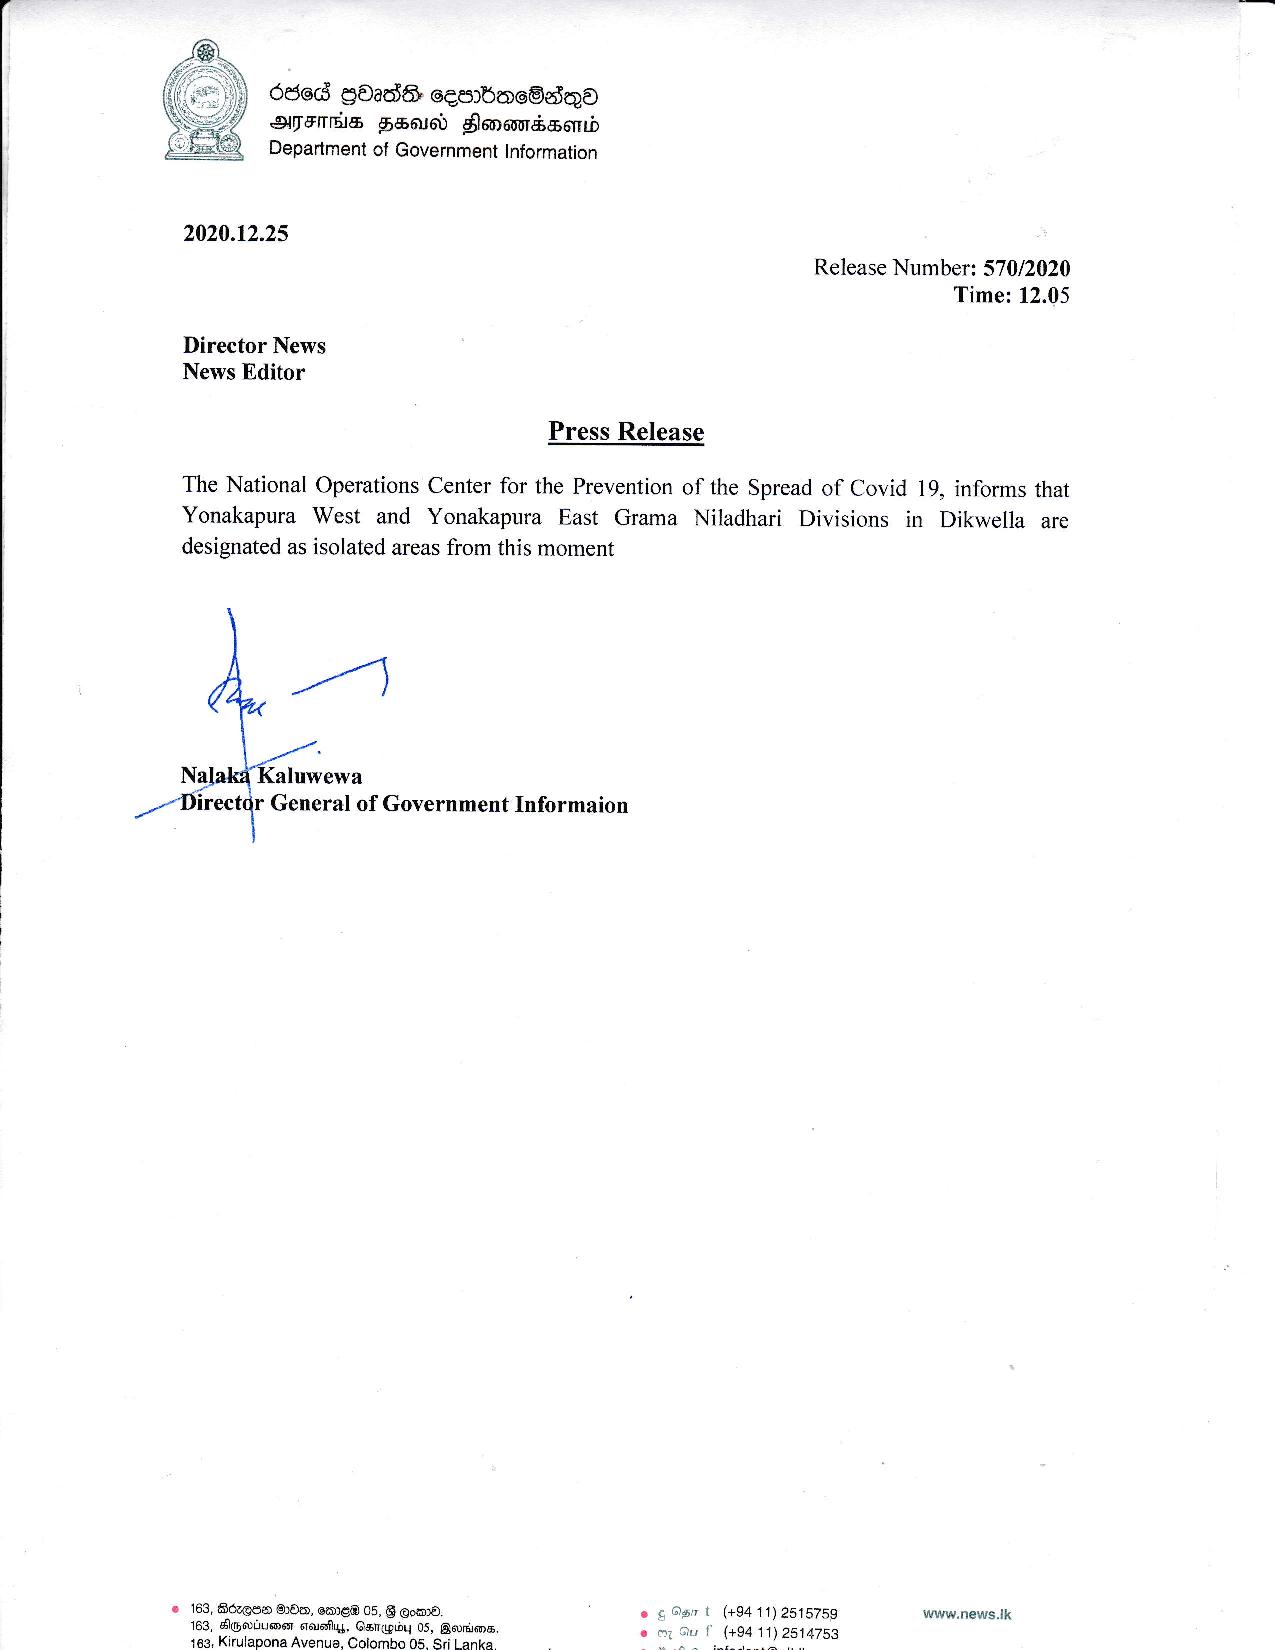 රජයේ ප්‍රවෘත්ති දෙපාර්තමේන්තුව
அரசாங்க தகவல் திணைக்களம்
Department of Government Information
2020.12.25
Release Number: 570/2020
Time: 12.05
Director News
News Editor
Press Release
The National Operations Center for the Prevention of the Spread of Covid 19, informs that
Yonakapura West and Yonakapura East Grama Niladhari Divisions in Dikwella are
designated as isolated areas from this moment
Nalaka Kaluwewa
Director General of Government Informaion
163, කිරුලපන මාවත, කොළඹ 05, ශ්‍රී ලංකාව.
163, கிருலப்பனை எவனியூ, கொழும்பு 05, இலங்கை.
163, Kirulapona Avenue, Colombo 05, Sri Lanka.
(+94 11) 2515759
(+94 11) 2514753
www.news.lk